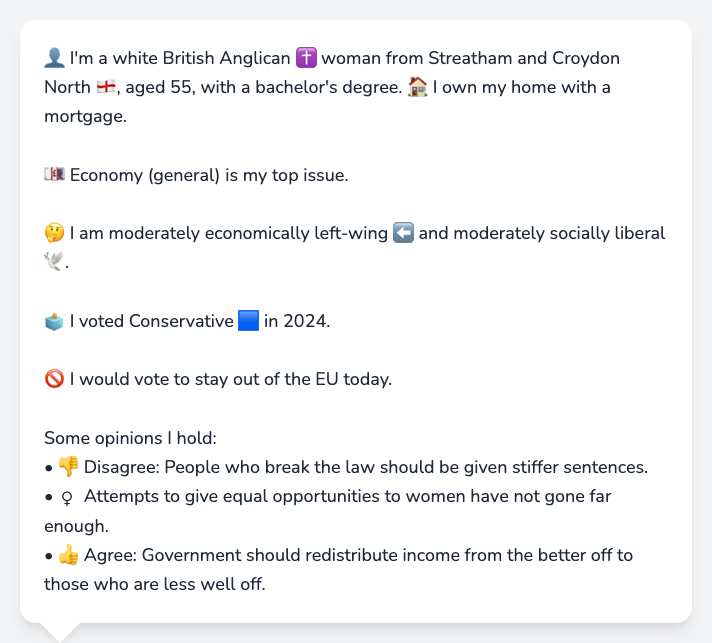 👤 I'm a white British Anglican ✝️ woman from Streatham and Croydon
North 🏴󠁧󠁢󠁥󠁮󠁧󠁿, aged 55, with a bachelor's degree. 🏠 I own my home with a
mortgage.
💷 Economy (general) is my top issue.
🤔 I am moderately economically left-wing ⬅️ and moderately socially liberal
🕊️.
🗳️ I voted Conservative 🟦 in 2024.
🚫 I would vote to stay out of the EU today.
Some opinions I hold:
• 👎 Disagree: People who break the law should be given stiffer sentences.
• ♀ Attempts to give equal opportunities to women have not gone far
enough.
• 👍 Agree: Government should redistribute income from the better off to
those who are less well off.